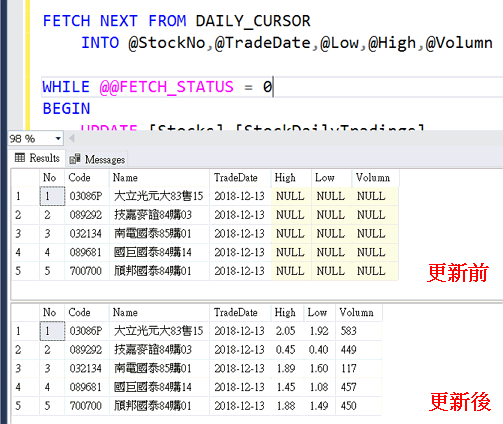 FETCH NEXT FROM DAILY_CURSOR
INTO @StockNo,@TradeDate,@Low,@High,@Volumn
WHILE @@FETCH_STATUS = 0
BEGIN
UPDATE [Stocks].[StockDailyTradings]
98 %
Results Messages
No Code Name TradeDate High Low Volumn
1 1 03086P 大立光元大83售15 2018-12-13 NULL NULL NULL
2 2 089292 技嘉麥證84購03 2018-12-13 NULL NULL NULL
3 3 032134 南電國泰85購01 2018-12-13 NULL NULL NULL
4 4 089681 國巨國泰84購14 2018-12-13 NULL NULL NULL
5 5 700700 頎邦國泰84購01 2018-12-13 NULL NULL NULL
更新前
No Code Name TradeDate High Low Volumn
1 1 03086P 大立光元大83售15 2018-12-13 2.05 1.92 583
2 2 089292 技嘉麥證84購03 2018-12-13 0.45 0.40 449
3 3 032134 南電國泰85購01 2018-12-13 1.89 1.60 117
4 4 089681 國巨國泰84購14 2018-12-13 1.45 1.08 457
5 5 700700 頎邦國泰84購01 2018-12-13 1.88 1.49 450
更新後